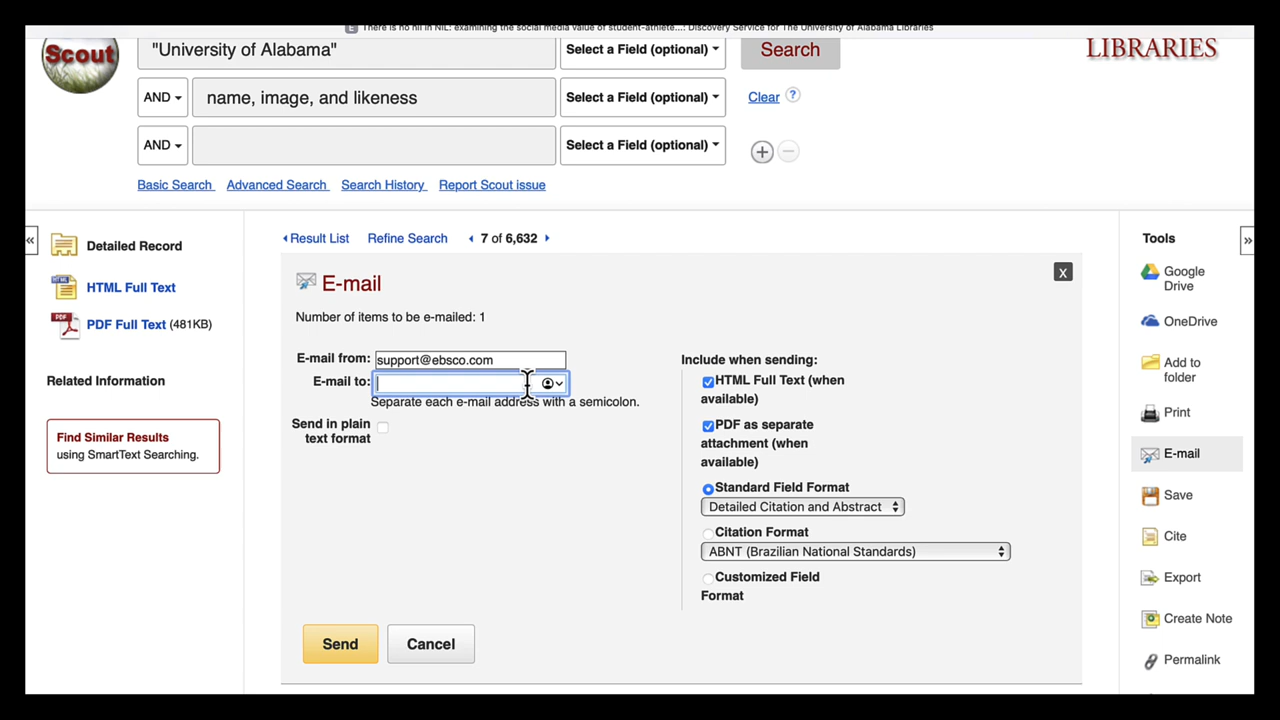 There is no nil in NIL: examining the social media value of student-athlete...: Discovery Service for The University of Alabama Libraries
Scout
"University of Alabama"
Select a Field (optional)
Search
LIBRARIES
AND
name, image, and likeness
Select a Field (optional)
Clear
?
AND
Select a Field (optional)
Basic Search
Advanced Search
Search History
Report Scout issue
«
Detailed Record
HTML Full Text
PDF Full Text (481KB)
Related Information
Find Similar Results
using SmartText Searching.
Result List
Refine Search
7 of 6,632
E-mail
X
Number of items to be e-mailed: 1
E-mail from:
support@ebsco.com
E-mail to:
Separate each e-mail address with a semicolon.
Send in plain
text format
Include when sending:
HTML Full Text (when
available)
PDF as separate
attachment (when
available)
Standard Field Format
Detailed Citation and Abstract
Citation Format
ABNT (Brazilian National Standards)
Customized Field
Format
Send
Cancel
Tools
»
Google
Drive
OneDrive
Add to
folder
Print
E-mail
Save
Cite
Export
Create Note
Permalink